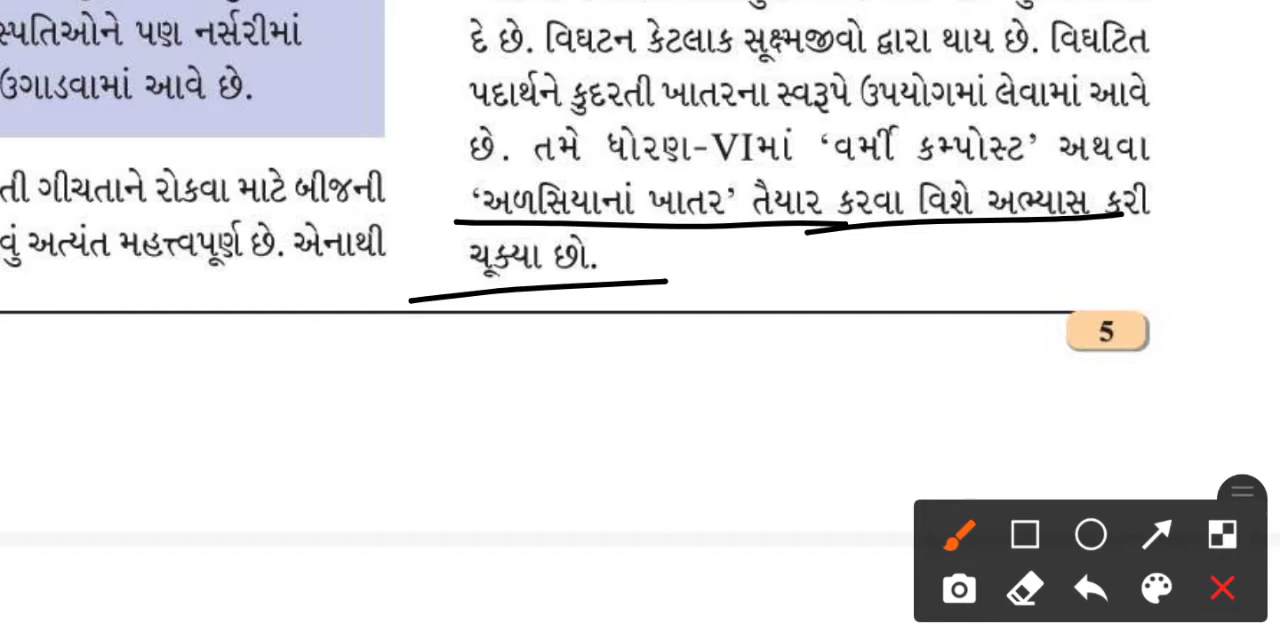 સ્પતિઓને પણ નર્સરીમાં
ઉગાડવામાં આવે છે.
તી ગીચતાને રોકવા માટે બીજની
વું અત્યંત મહત્ત્વપૂર્ણ છે. એનાથી
દે છે. વિઘટન કેટલાક સૂક્ષ્મજીવો દ્વારા થાય છે. વિઘટિત
પદાર્થને કુદરતી ખાતરના સ્વરૂપે ઉપયોગમાં લેવામાં આવે
છે. તમે ધોરણ-VIમાં ‘વર્મી કમ્પોસ્ટ’ અથવા
‘અળસિયાનાં ખાતર’ તૈયાર કરવા વિશે અભ્યાસ કરી
ચૂક્યા છો.
5